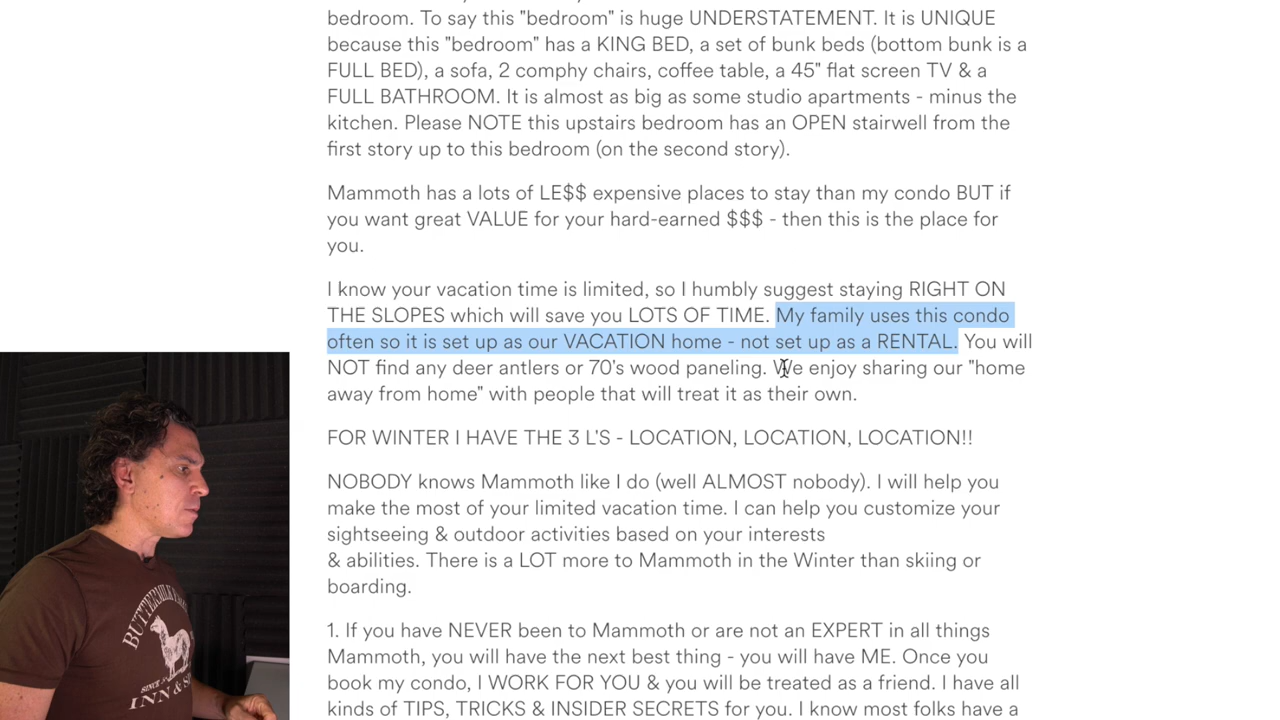 bedroom. To say this "bedroom" is huge UNDERSTATEMENT. It is UNIQUE
because this "bedroom" has a KING BED, a set of bunk beds (bottom bunk is a
FULL BED), a sofa, 2 comphy chairs, coffee table, a 45" flat screen TV & a
FULL BATHROOM. It is almost as big as some studio apartments - minus the
kitchen. Please NOTE this upstairs bedroom has an OPEN stairwell from the
first story up to this bedroom (on the second story).
Mammoth has a lots of LE$$ expensive places to stay than my condo BUT if
you want great VALUE for your hard-earned $$$ - then this is the place for
you.
I know your vacation time is limited, so I humbly suggest staying RIGHT ON
THE SLOPES which will save you LOTS OF TIME. My family uses this condo
often so it is set up as our VACATION home - not set up as a RENTAL. You will
NOT find any deer antlers or 70's wood paneling. We enjoy sharing our "home
away from home" with people that will treat it as their own.
FOR WINTER I HAVE THE 3 L'S - LOCATION, LOCATION, LOCATION!!
NOBODY knows Mammoth like I do (well ALMOST nobody). I will help you
make the most of your limited vacation time. I can help you customize your
sightseeing & outdoor activities based on your interests
& abilities. There is a LOT more to Mammoth in the Winter than skiing or
boarding.
1. If you have NEVER been to Mammoth or are not an EXPERT in all things
Mammoth, you will have the next best thing - you will have ME. Once you
book my condo, I WORK FOR YOU & you will be treated as a friend. I have all
kinds of TIPS, TRICKS & INSIDER SECRETS for you. I know most folks have a
INN &